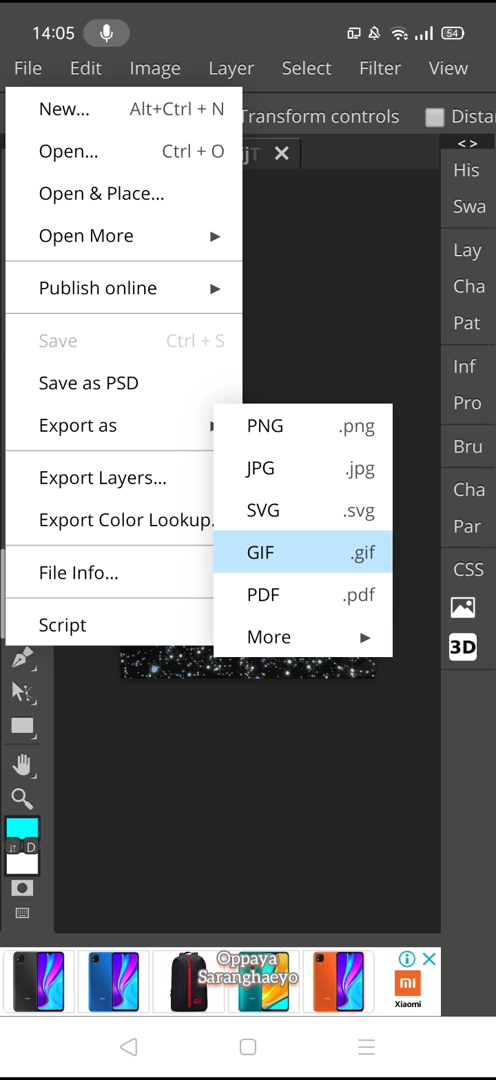 14:05
54
File Edit Image Layer Select Filter View
Transform controls
Dista
New... Alt+Ctrl + N
Open... Ctrl + O
Open & Place...
Open More
Publish online
Save Ctrl + S
Save as PSD
Export as
Export Layers...
Export Color Lookup.
File Info...
Script
PNG .png
JPG .jpg
SVG .svg
GIF .gif
PDF .pdf
More
< >
His
Swa
Lay
Cha
Pat
Inf
Pro
Bru
Cha
Par
CSS
3D
D
Oppaya
Saranghaeyo
mi
Xiaomi